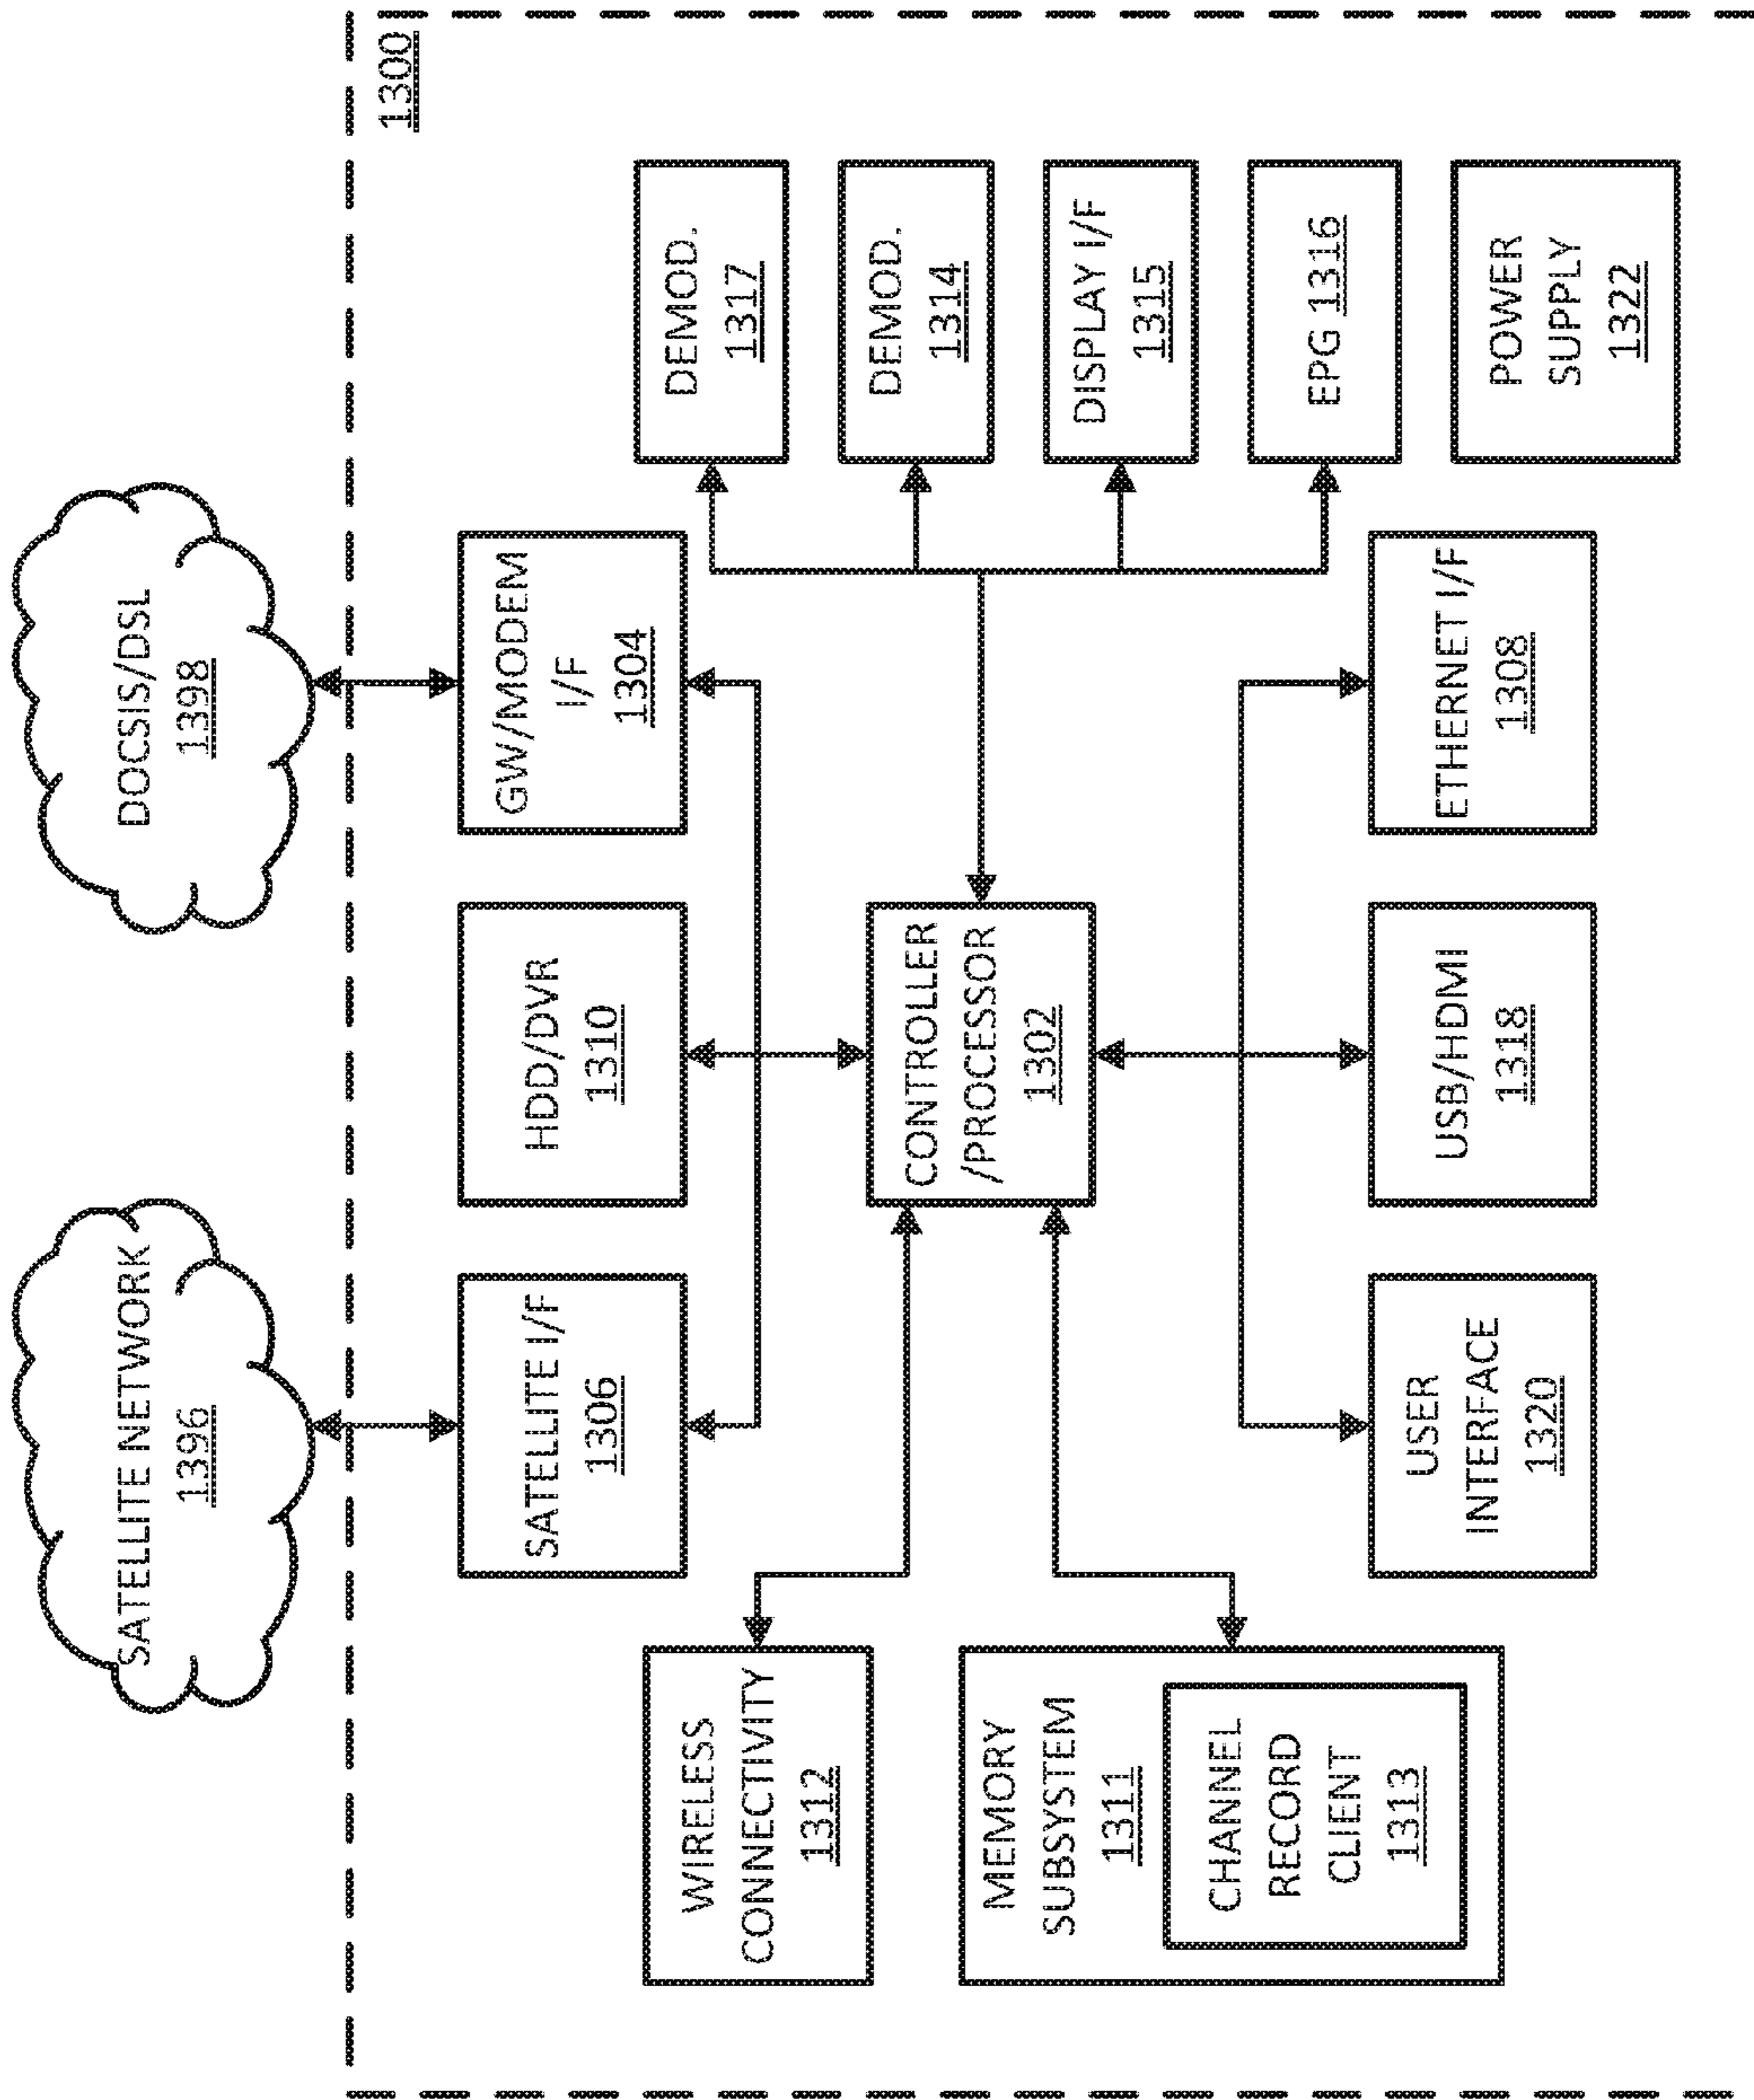 SATELLITE NETWORK
1396
DOCSIS/DSL
1398
1300
SATELLITE I/F
1306
HDD/DVR
1310
GW/MODEM
I/F
1304
WIRELESS
CONNECTIVITY
1312
DEMOD.
1317
DEMOD.
1314
CONTROLLER
/PROCESSOR
1302
MEMORY
SUBSYSTEM
1311
CHANNEL
RECORD
CLIENT
1313
DISPLAY I/F
1315
EPG 1316
USER
INTERFACE
1320
USB/HDMI
1318
ETHERNET I/F
1308
POWER
SUPPLY
1322